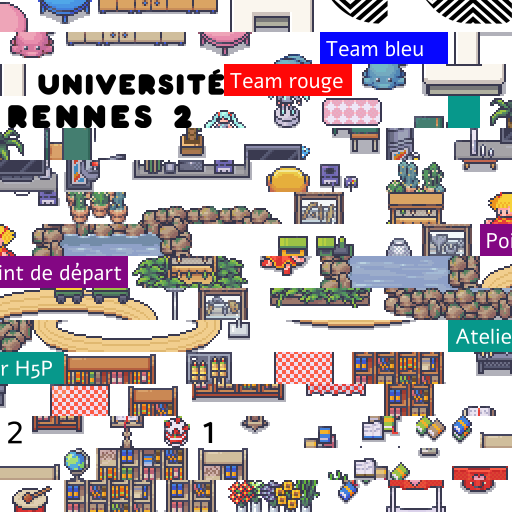 Team bleu
Team rouge
UNIVERSITÉ
RENNES 2
Poi
int de départ
Atelie
r H5P
2
1